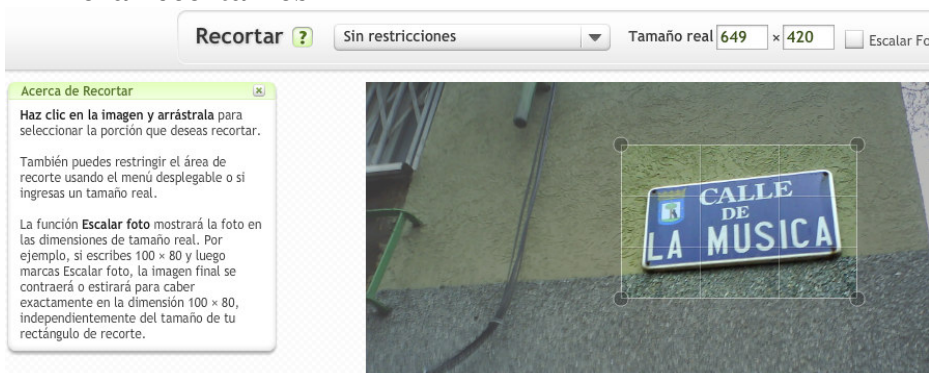 Recortar ?
Sin restricciones
Tamaño real 649 × 420
Escalar Fo
Acerca de Recortar
Haz clic en la imagen y arrástrala para
seleccionar la porción que deseas recortar.
También puedes restringir el área de
recorte usando el menú desplegable o si
ingresas un tamaño real.
La función Escalar foto mostrará la foto en
las dimensiones de tamaño real. Por
ejemplo, si escribes 100 × 80 y luego
marcas Escalar foto, la imagen final se
contraerá o estirará para caber
exactamente en la dimensión 100 × 80,
independientemente del tamaño de tu
rectángulo de recorte.
CALLE
DE
LA MUSICA